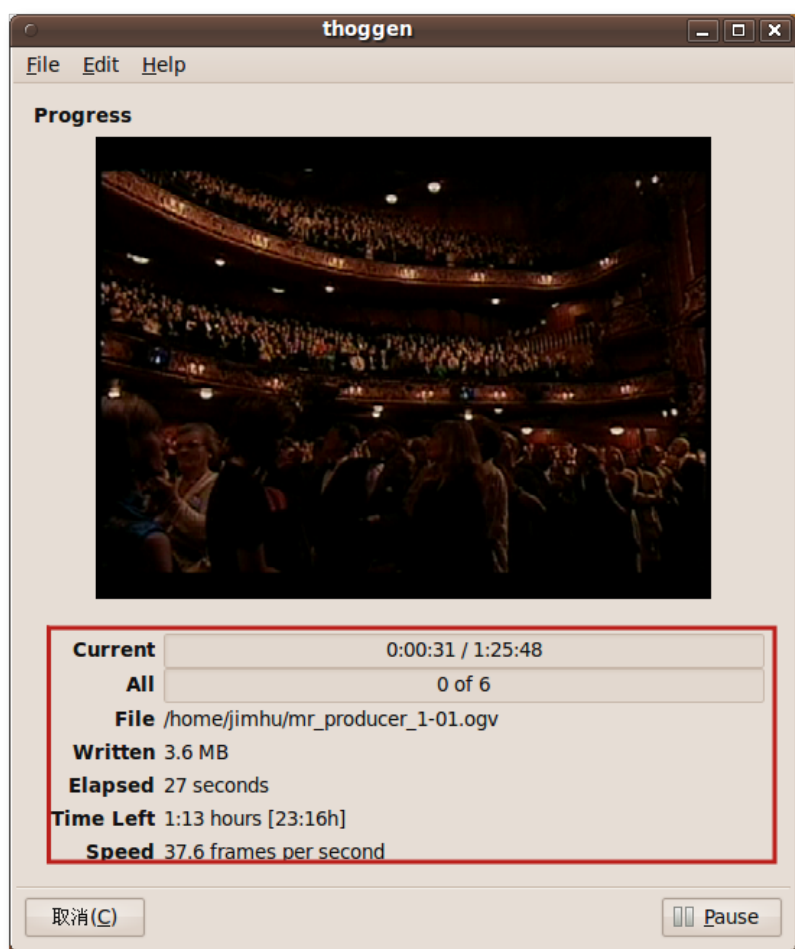 thoggen
File Edit Help
Progress
Current 0:00:31 / 1:25:48
All 0 of 6
File /home/jimhu/mr_producer_1-01.ogv
Written 3.6 MB
Elapsed 27 seconds
Time Left 1:13 hours [23:16h]
Speed 37.6 frames per second
取消(C) Pause